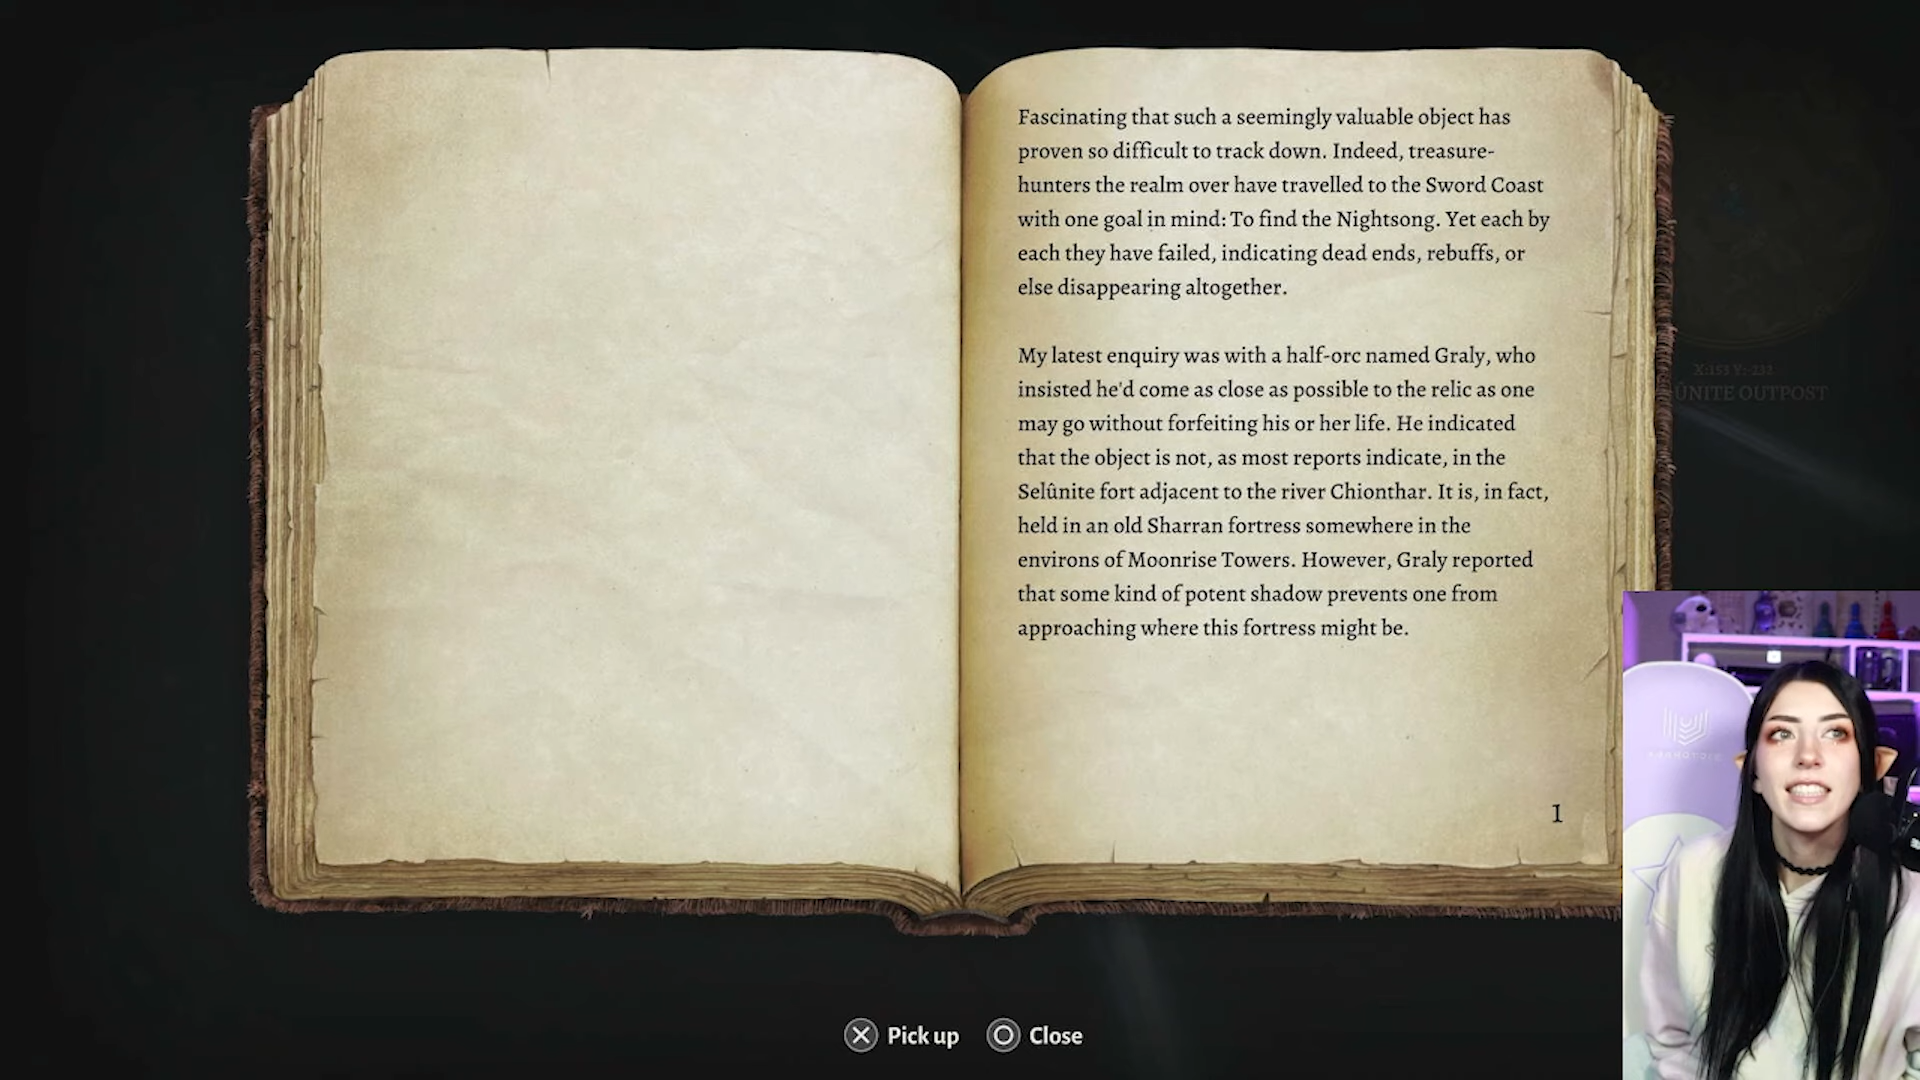 Fascinating that such a seemingly valuable object has
proven so difficult to track down. Indeed, treasure-
hunters the realm over have travelled to the Sword Coast
with one goal in mind: To find the Nightsong. Yet each by
each they have failed, indicating dead ends, rebuffs, or
else disappearing altogether.
My latest enquiry was with a half-orc named Graly, who
insisted he'd come as close as possible to the relic as one
may go without forfeiting his or her life. He indicated
that the object is not, as most reports indicate, in the
Selûnite fort adjacent to the river Chionthar. It is, in fact,
held in an old Sharran fortress somewhere in the
environs of Moonrise Towers. However, Graly reported
that some kind of potent shadow prevents one from
approaching where this fortress might be.
1
X:153 Y:-232
ÛNITE OUTPOST
Pick up
Close